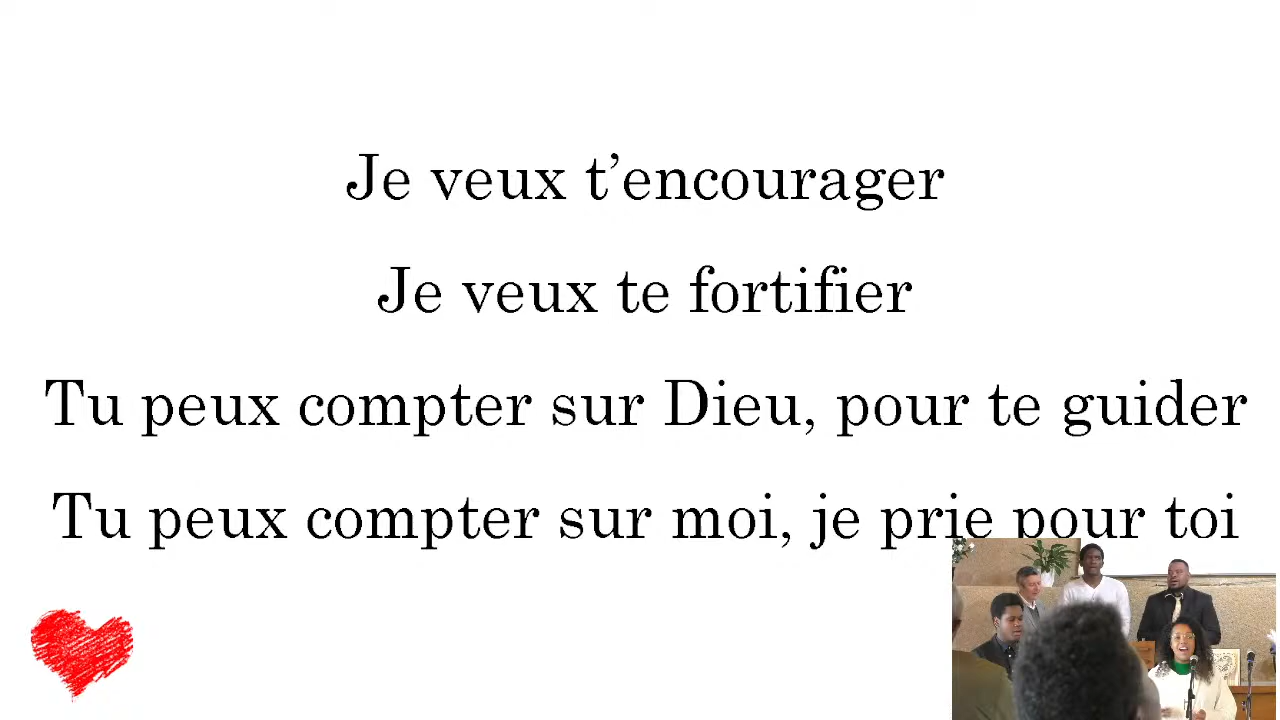 Je veux t’encourager
Je veux te fortifier
Tu peux compter sur Dieu, pour te guider
Tu peux compter sur moi, je prie pour toi